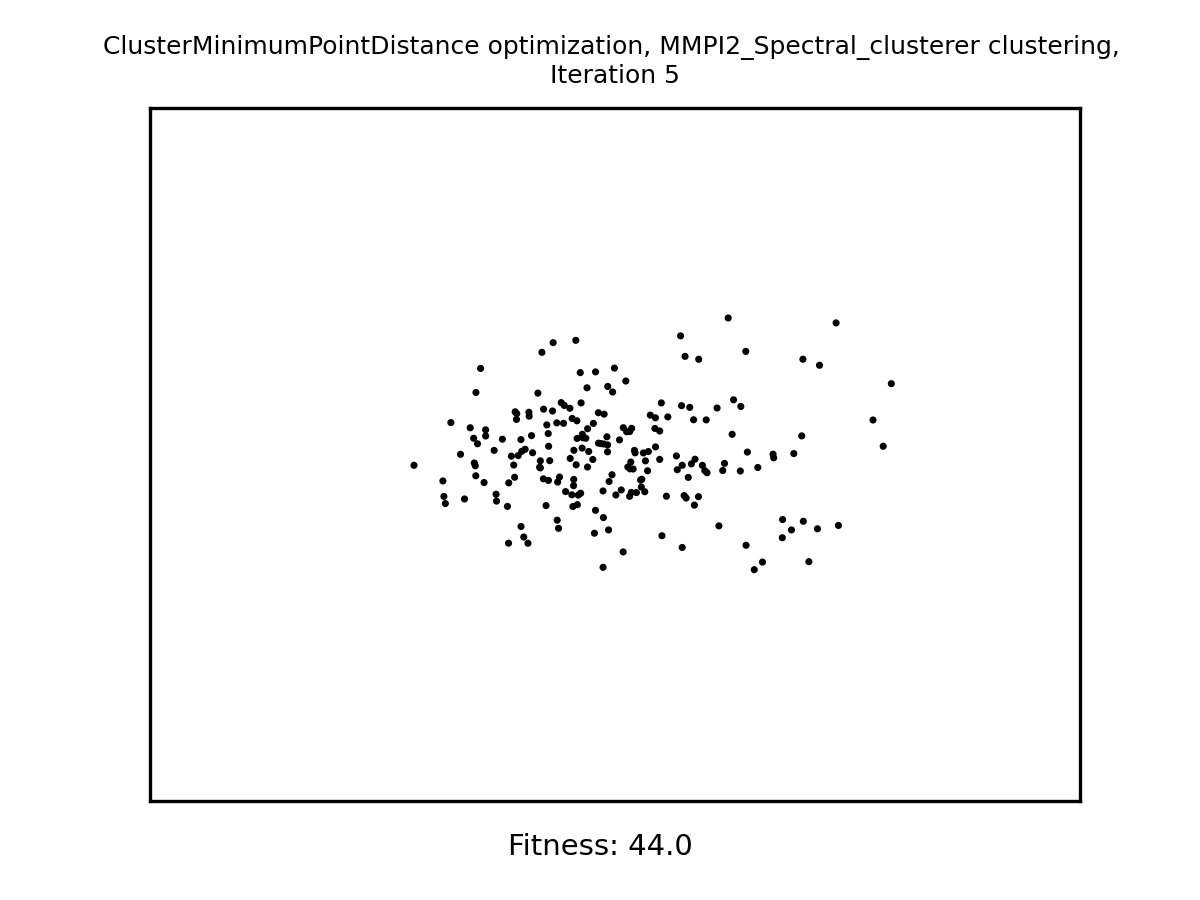 ClusterMinimumPointDistance optimization, MMPI2_Spectral_clusterer clustering,
Iteration 5
Fitness: 44.0